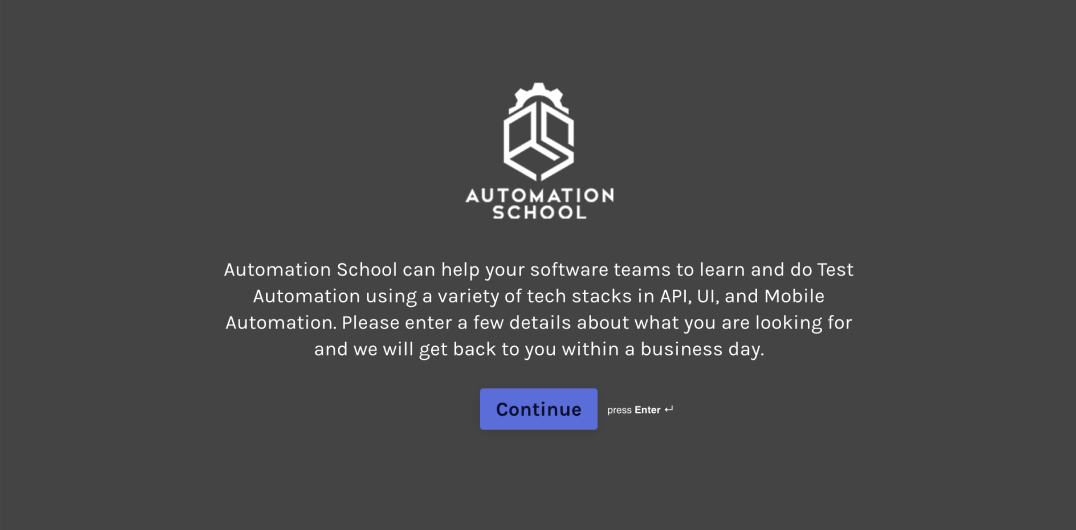 AUTOMATION
SCHOOL
Automation School can help your software teams to learn and do Test
Automation using a variety of tech stacks in API, UI, and Mobile
Automation. Please enter a few details about what you are looking for
and we will get back to you within a business day.
Continue press Enter ↵